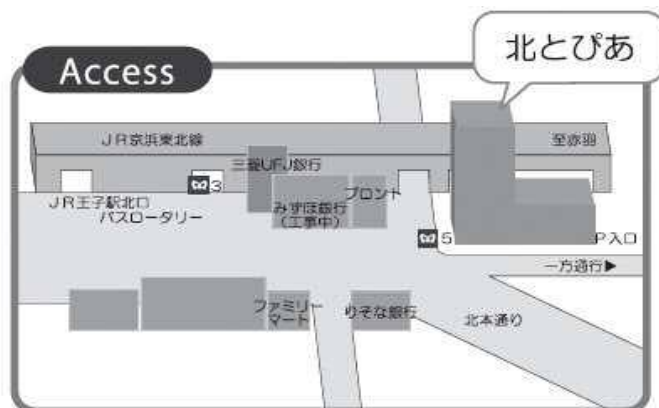 北とぴあ
Access
JR京浜東北線
至赤羽
三菱UFJ銀行
3
プロント
JR王子駅北口
バスロータリー
みずほ銀行
(工事中)
5
P入口
一方通行▶
ファミリー
マート
りそな銀行
北本通り